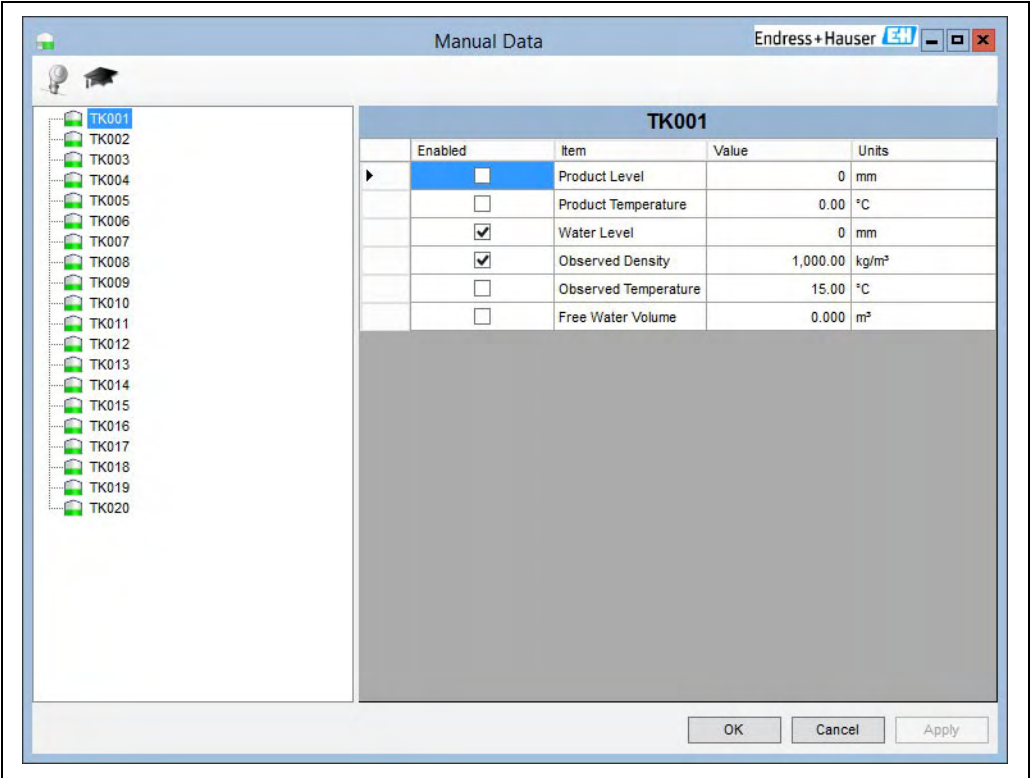 Manual Data
Endress+Hauser EH
TK001
TK002
TK003
TK004
TK005
TK006
TK007
TK008
TK009
TK010
TK011
TK012
TK013
TK014
TK015
TK016
TK017
TK018
TK019
TK020
TK001
Enabled Item Value Units
Product Level 0 mm
Product Temperature 0.00 °C
Water Level 0 mm
Observed Density 1,000.00 kg/m³
Observed Temperature 15.00 °C
Free Water Volume 0.000 m³
OK Cancel Apply